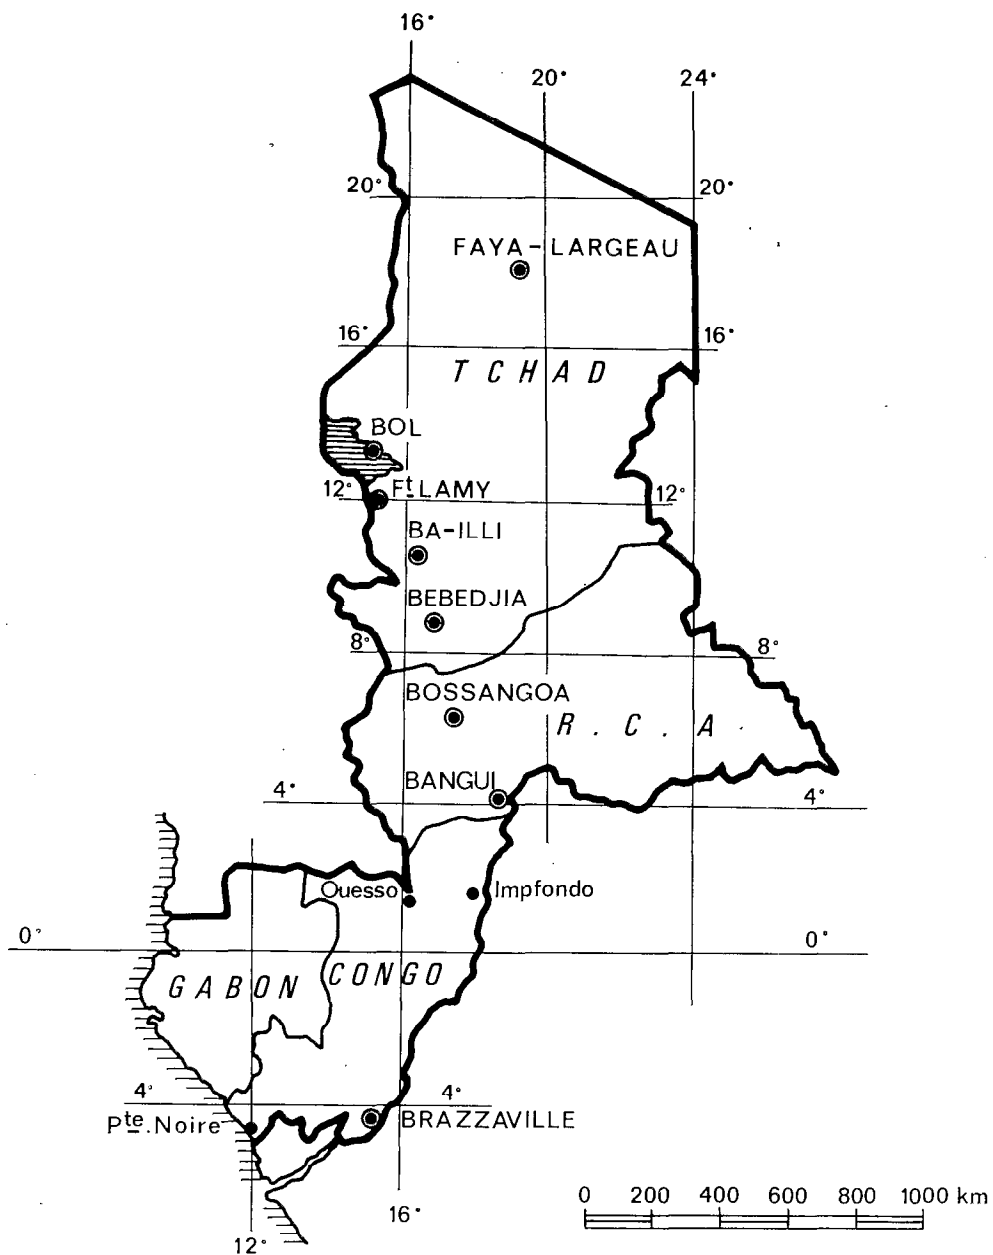 16°
20° 24°
20° 20°
FAYA-LARGEAU
16° 16°
TCHAD
BOL
12° Ft LAMY 12°
BA-ILLI
BEBEDJIA
8° 8°
BOSSANGOA
R.C.A.
BANGUI
4° 4°
Ouesso Impfondo
0° 0°
GABON CONGO
4° 4°
Pte.Noire BRAZZAVILLE
0 200 400 600 800 1000 km
16°
12°